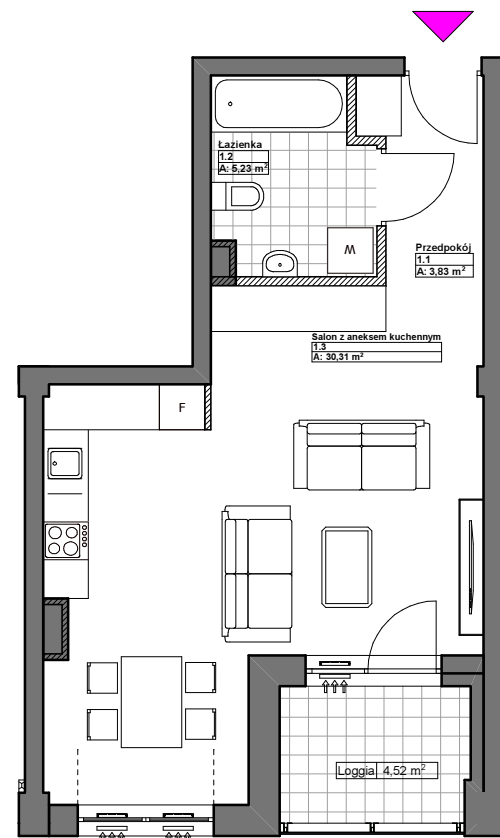 Łazienka
1.2
A: 5,23 m²
W
Przedpokój
1.1
A: 3,83 m²
Salon z aneksem kuchennym
1.3
A: 30,31 m²
F
Loggia 4,52 m²